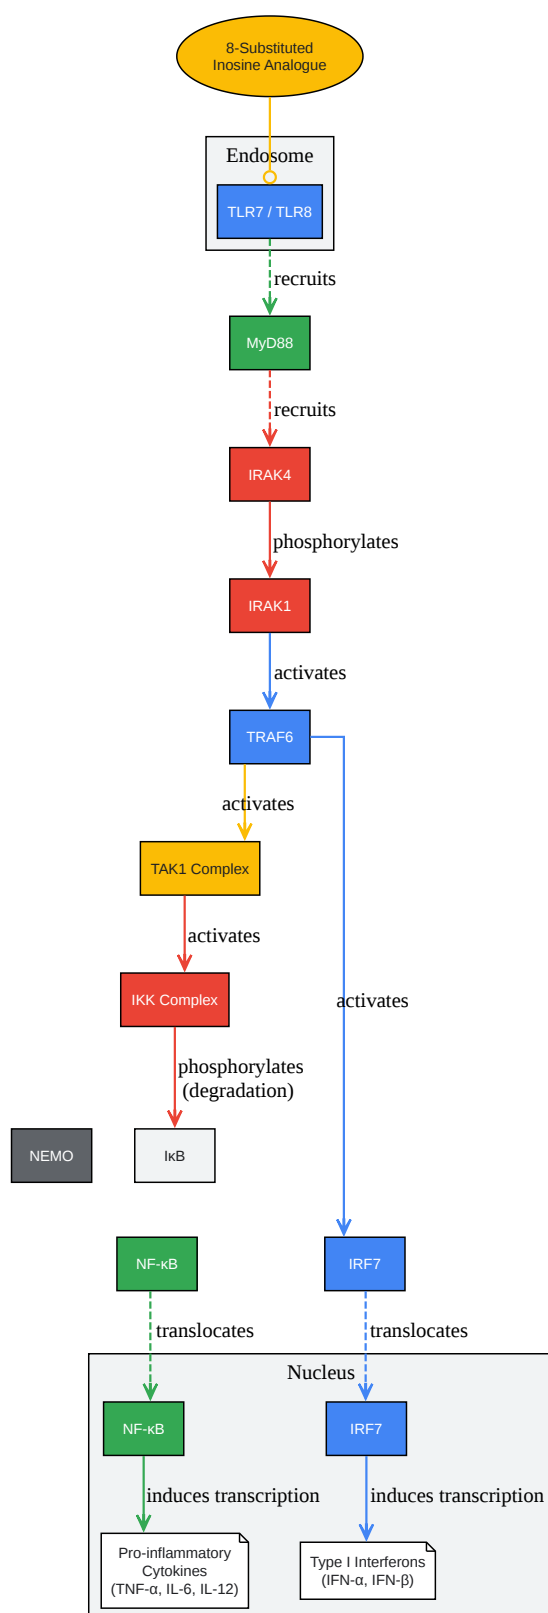 8-Substituted
Inosine Analogue
Endosome
TLR7 / TLR8
recruits
MyD88
recruits
IRAK4
phosphorylates
IRAK1
activates
TRAF6
activates
TAK1 Complex
activates
IKK Complex
activates
phosphorylates
(degradation)
NEMO
IκB
NF-κB
IRF7
translocates
translocates
Nucleus
NF-κB
IRF7
induces transcription
induces transcription
Pro-inflammatory
Cytokines
(TNF-α, IL-6, IL-12)
Type I Interferons
(IFN-α, IFN-β)